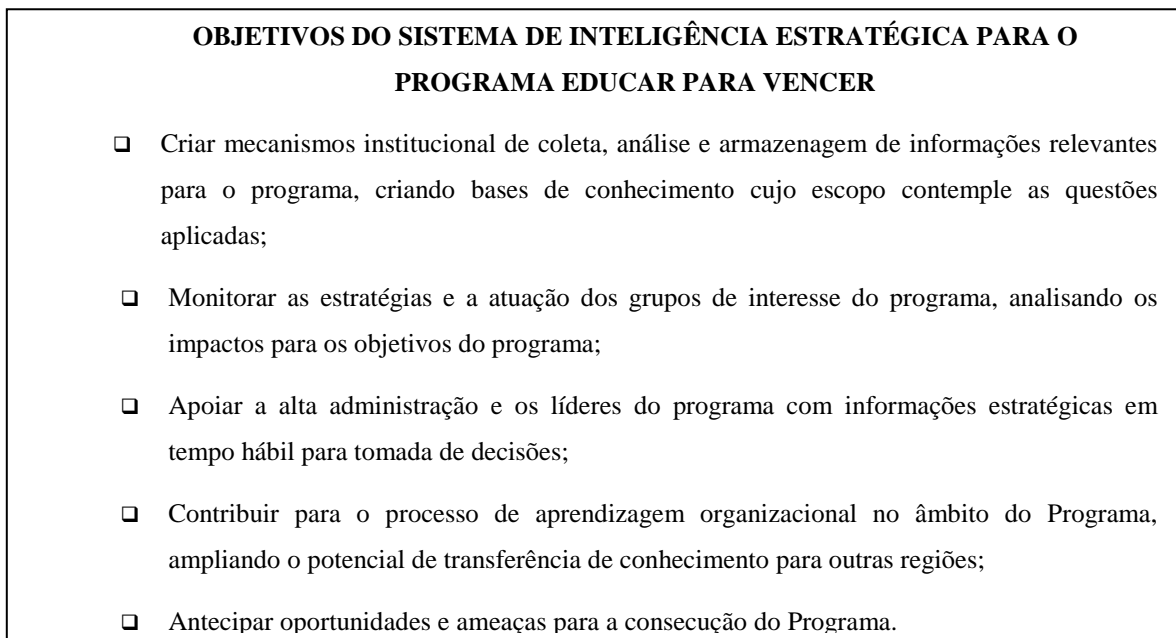 OBJETIVOS DO SISTEMA DE INTELIGÊNCIA ESTRATÉGICA PARA O
PROGRAMA EDUCAR PARA VENCER
❑ Criar mecanismos institucional de coleta, análise e armazenagem de informações relevantes
para o programa, criando bases de conhecimento cujo escopo contemple as questões
aplicadas;
❑ Monitorar as estratégias e a atuação dos grupos de interesse do programa, analisando os
impactos para os objetivos do programa;
❑ Apoiar a alta administração e os líderes do programa com informações estratégicas em
tempo hábil para tomada de decisões;
❑ Contribuir para o processo de aprendizagem organizacional no âmbito do Programa,
ampliando o potencial de transferência de conhecimento para outras regiões;
❑ Antecipar oportunidades e ameaças para a consecução do Programa.